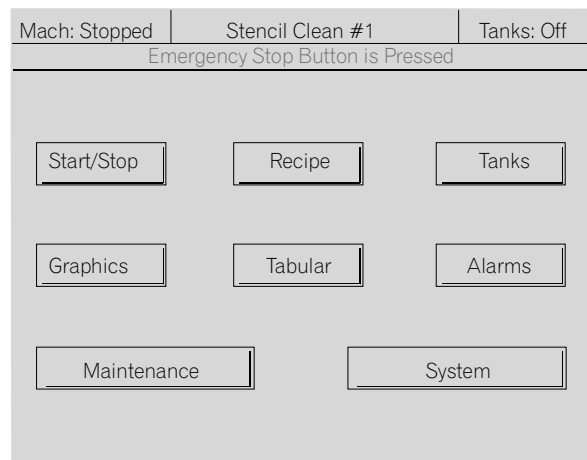 Mach: Stopped Stencil Clean #1 Tanks: Off
Emergency Stop Button is Pressed
Start/Stop Recipe Tanks
Graphics Tabular Alarms
Maintenance System